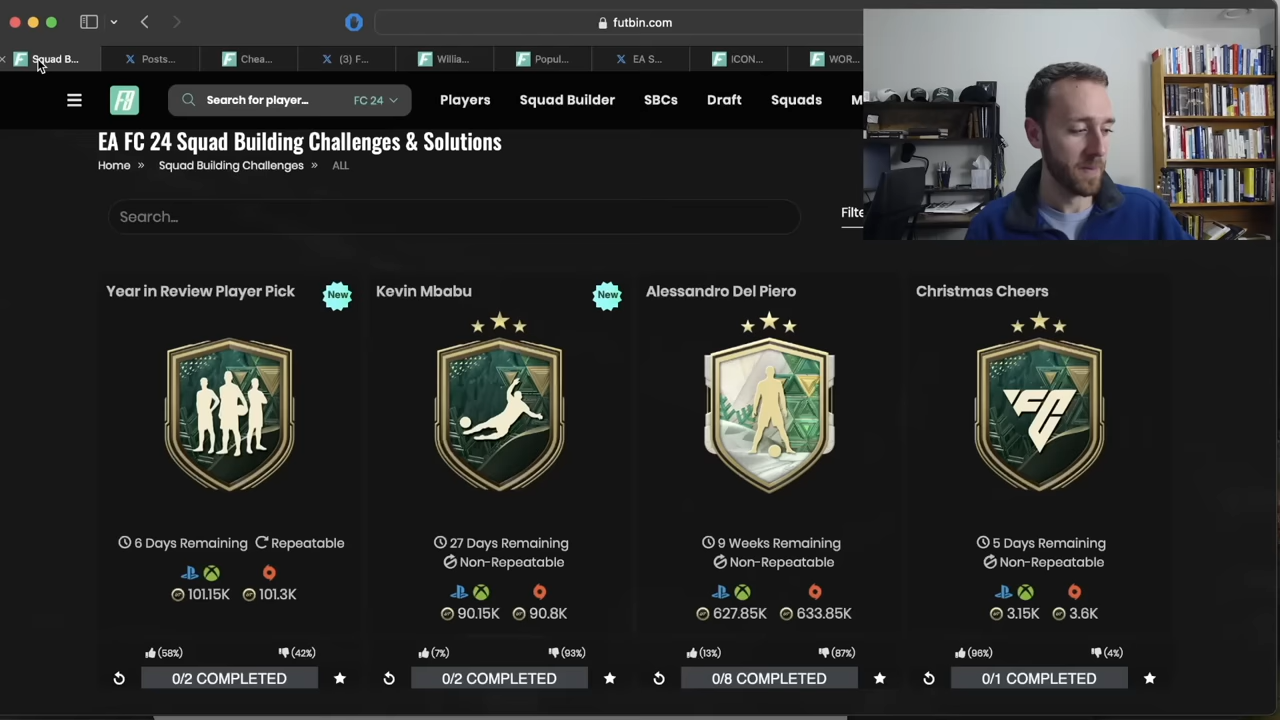 futbin.com
Squad B...
Posts...
Chea...
(3) F...
Willia...
Popul...
EA S...
ICON...
WOR...
Search for player...
FC 24
Players
Squad Builder
SBCs
Draft
Squads
M
EA FC 24 Squad Building Challenges & Solutions
Home » Squad Building Challenges » ALL
Search...
Filte
Year in Review Player Pick
New
Kevin Mbabu
New
Alessandro Del Piero
Christmas Cheers
6 Days Remaining
Repeatable
101.15K
101.3K
27 Days Remaining
Non-Repeatable
90.15K
90.8K
9 Weeks Remaining
Non-Repeatable
627.85K
633.85K
5 Days Remaining
Non-Repeatable
3.15K
3.6K
(58%)
(42%)
(7%)
(93%)
(13%)
(87%)
(96%)
(4%)
0/2 COMPLETED
0/2 COMPLETED
0/8 COMPLETED
0/1 COMPLETED